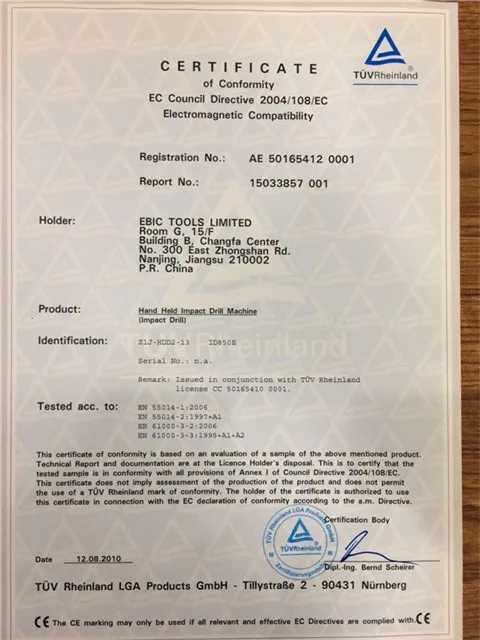 TÜVRheinland®
CERTIFICATE
of Conformity
EC Council Directive 2004/108/EC
Electromagnetic Compatibility
Registration No.: AE 50165412 0001
Report No.: 15033857 001
Holder: EBIC TOOLS LIMITED
Room G, 15/F
Building B, Changfa Center
No. 300 East Zhongshan Rd.
Nanjing, Jiangsu 210002
P.R. China
Product: Hand Held Impact Drill Machine
(Impact Drill)
Identification: Z1J-HDD2-13 ID650E
Serial No.: n.a.
Remark: Issued in conjunction with TÜV Rheinland
license CC 50165410 0001.
Tested acc. to: EN 55014-1:2006
EN 55014-2:1997+A1
EN 61000-3-2:2006
EN 61000-3-3:1995+A1+A2
This certificate of conformity is based on an evaluation of a sample of the above mentioned product.
Technical Report and documentation are at the Licence Holder's disposal. This is to certify that the
tested sample is in conformity with all provisions of Annex I of Council Directive 2004/108/EC.
This certificate does not imply assessment of the production of the product and does not permit
the use of a TÜV Rheinland mark of conformity. The holder of the certificate is authorized to use
this certificate in connection with the EC declaration of conformity according to the a.m. Directive.
Certification Body
TÜV Rheinland LGA Products GmbH
TÜVRheinland
Zertifizierungsstelle
Date 12.08.2010
Dipl.-Ing. Bernd Scheirer
TÜV Rheinland LGA Products GmbH - Tillystraße 2 - 90431 Nürnberg
CE The CE marking may only be used if all relevant and effective EC Directives are complied with. CE